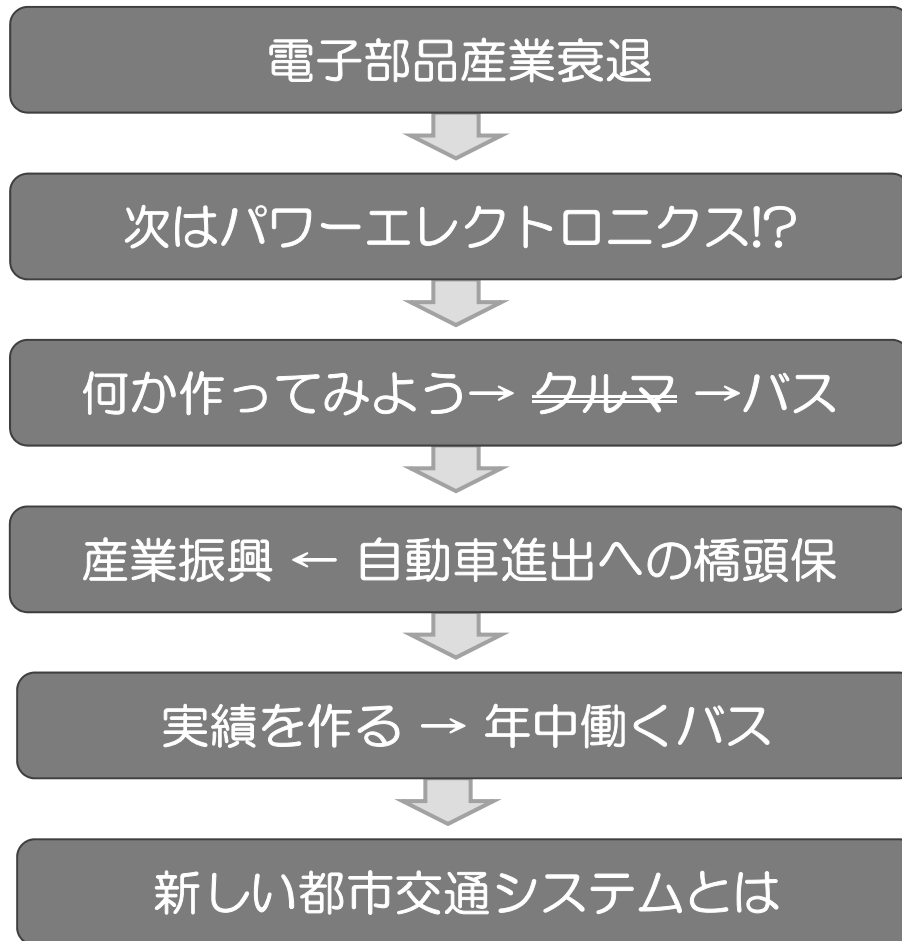 電子部品産業衰退
次はパワーエレクトロニクス!?
何か作ってみよう→ クルマ →バス
産業振興 ← 自動車進出への橋頭保
実績を作る → 年中働くバス
新しい都市交通システムとは